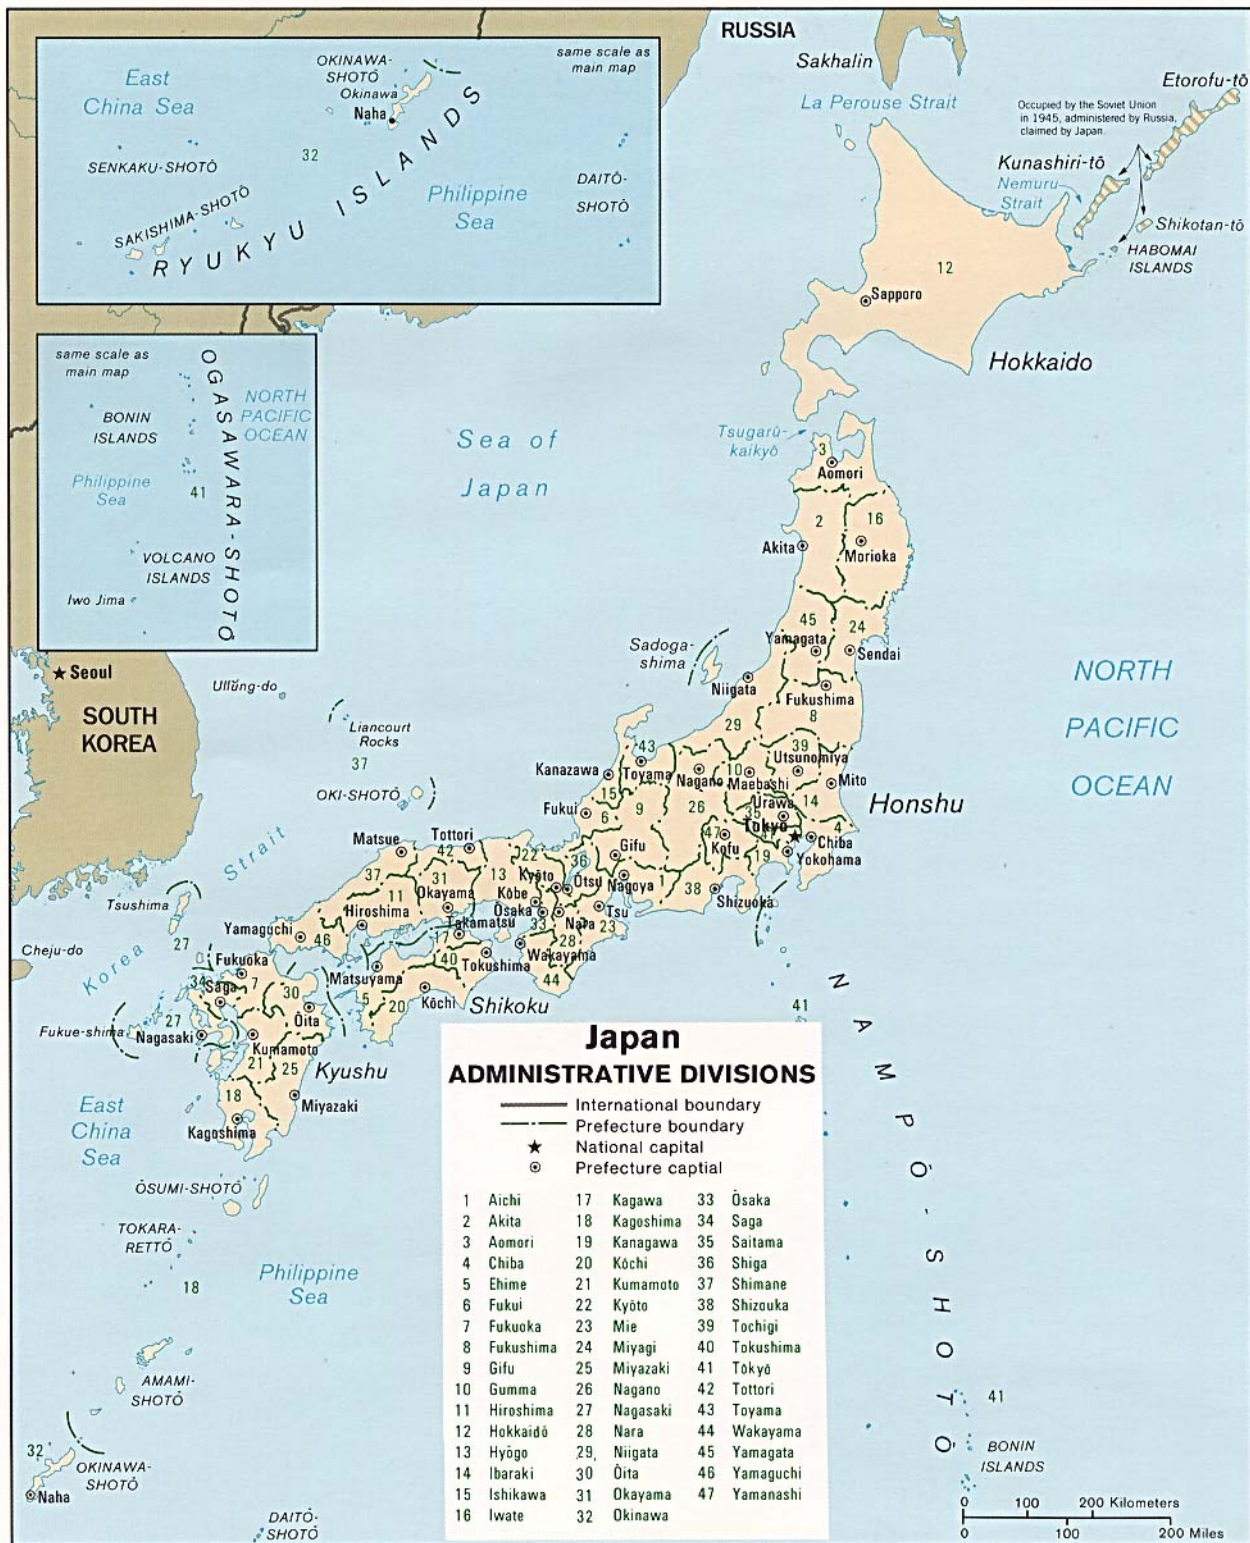 RUSSIA
Sakhalin
La Perouse Strait
Etorofu-tō
Occupied by the Soviet Union
in 1945, administered by Russia,
claimed by Japan.
Kunashiri-tō
Nemuru
Strait
Shikotan-tō
HABOMAI
ISLANDS
same scale as
main map
East
China Sea
OKINAWA-
SHOTŌ
Okinawa
Naha
SENKAKU-SHOTŌ
32
SAKISHIMA-SHOTŌ
RYUKYU ISLANDS
Philippine
Sea
DAITŌ-
SHOTŌ
same scale as
main map
OGASAWARA-SHOTŌ
NORTH
PACIFIC
OCEAN
BONIN
ISLANDS
Philippine
Sea
41
VOLCANO
ISLANDS
Iwo Jima
12
Sapporo
Hokkaido
Sea of
Japan
Tsugarū-
kaikyō
3
Aomori
2
16
Akita
Morioka
45
24
Yamagata
Sendai
Sadoga-
shima
Niigata
Fukushima
8
29
NORTH
PACIFIC
OCEAN
Seoul
SOUTH
KOREA
Ullŭng-do
Liancourt
Rocks
37
OKI-SHOTŌ
43
39
Kanazawa
Toyama
Nagano
10
Maebashi
Utsunomiya
Mito
15
9
26
Urawa
14
Honshu
Fukui
6
35
Tōkyō
41
4
Chiba
47
Kofu
19
Yokohama
Gifu
Matsue
Tottori
42
22
36
37
31
13
Kyōto
Ōtsu
Nagoya
1
38
Shizuoka
11
Okayama
Kōbe
Ōsaka
Nara
Tsu
23
Hiroshima
Takamatsu
33
28
Yamaguchi
46
17
Wakayama
44
40
Tokushima
Matsuyama
5
20
Kōchi
Shikoku
Korea Strait
Tsushima
27
Cheju-do
Fukuoka
34
7
Saga
30
Ōita
27
Fukue-shima
Nagasaki
Kumamoto
21
25
Kyushu
18
Miyazaki
Kagoshima
East
China
Sea
ŌSUMI-SHOTŌ
TOKARA-
RETTŌ
18
Philippine
Sea
AMAMI-
SHOTŌ
32
OKINAWA-
SHOTŌ
Naha
DAITŌ-
SHOTŌ
41
NAMPŌ-SHOTŌ
41
BONIN
ISLANDS
Japan
ADMINISTRATIVE DIVISIONS
International boundary
Prefecture boundary
National capital
Prefecture captial
1 Aichi 17 Kagawa 33 Ōsaka
2 Akita 18 Kagoshima 34 Saga
3 Aomori 19 Kanagawa 35 Saitama
4 Chiba 20 Kōchi 36 Shiga
5 Ehime 21 Kumamoto 37 Shimane
6 Fukui 22 Kyōto 38 Shizouka
7 Fukuoka 23 Mie 39 Tochigi
8 Fukushima 24 Miyagi 40 Tokushima
9 Gifu 25 Miyazaki 41 Tōkyō
10 Gumma 26 Nagano 42 Tottori
11 Hiroshima 27 Nagasaki 43 Toyama
12 Hokkaidō 28 Nara 44 Wakayama
13 Hyōgo 29 Niigata 45 Yamagata
14 Ibaraki 30 Ōita 46 Yamaguchi
15 Ishikawa 31 Okayama 47 Yamanashi
16 Iwate 32 Okinawa
0 100 200 Kilometers
0 100 200 Miles